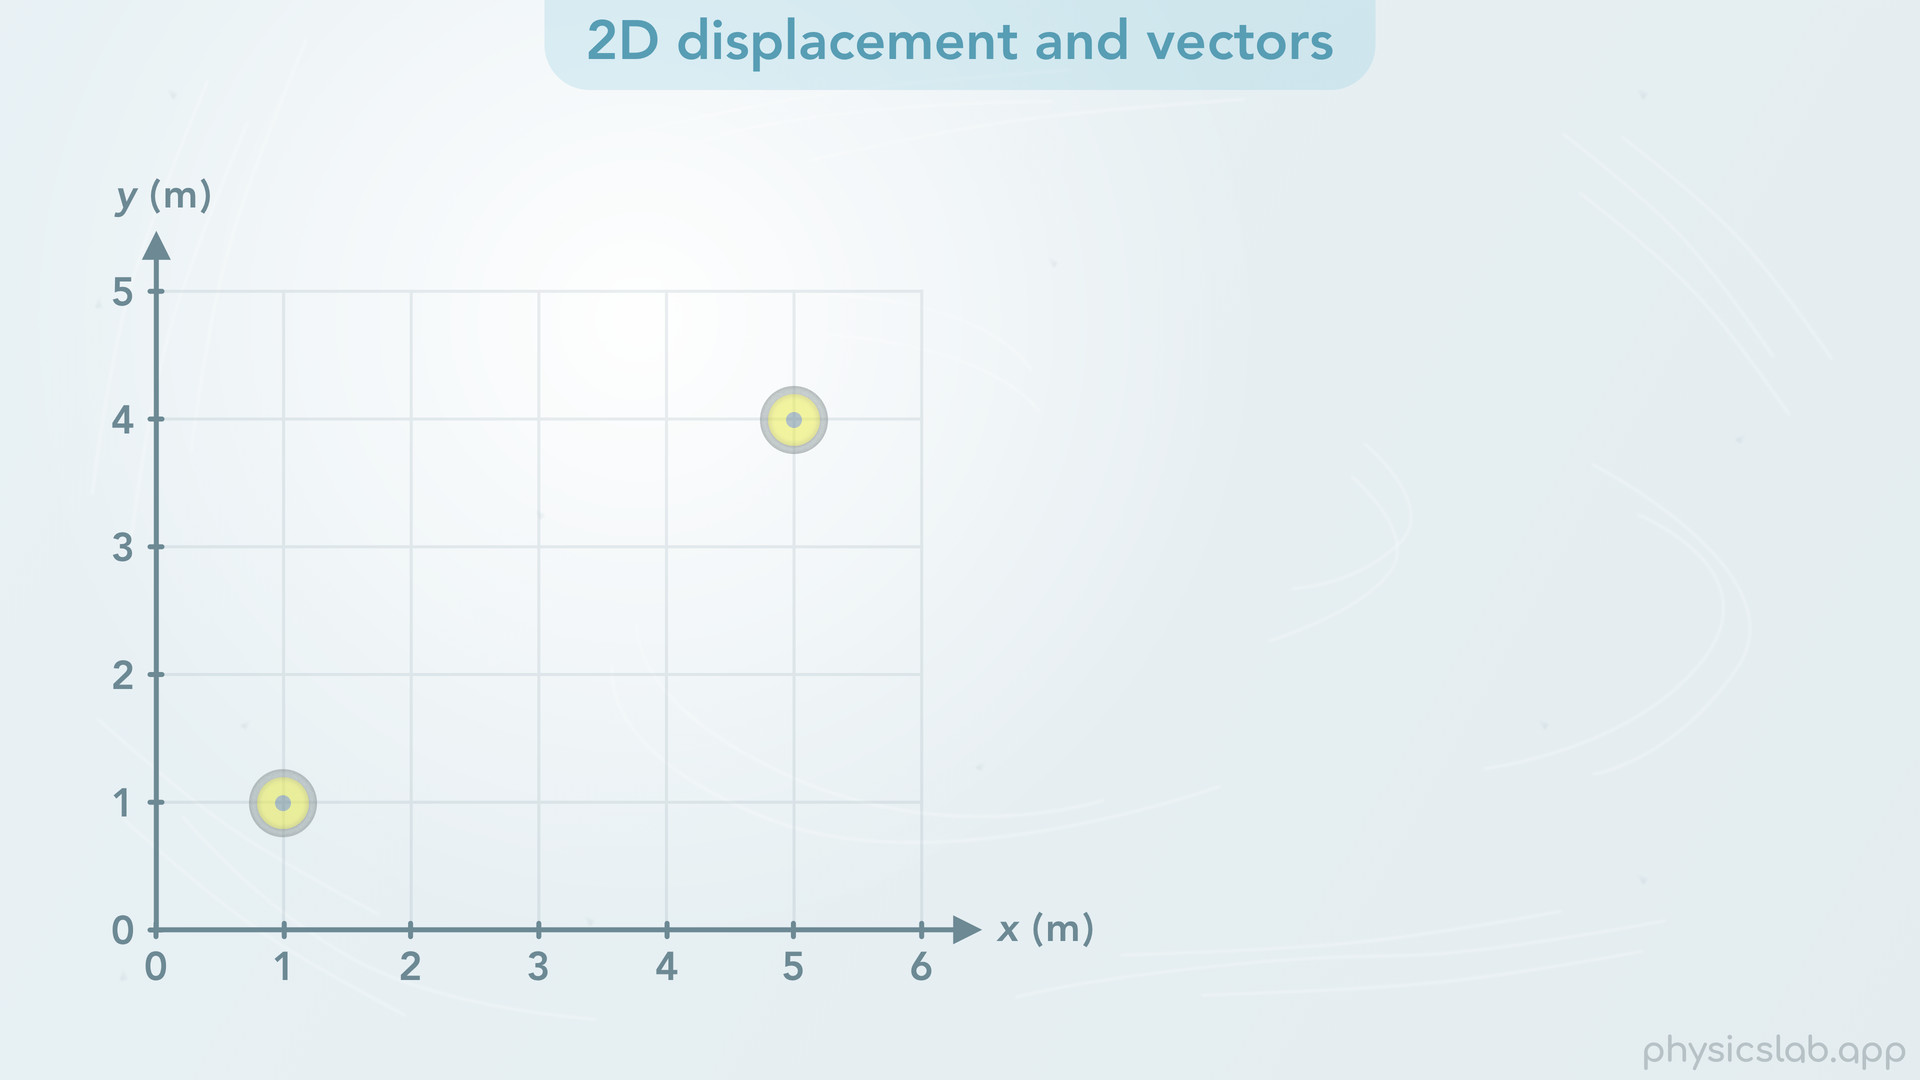 2D displacement and vectors
y (m)
5
4
3
2
1
0
0 1 2 3 4 5 6
x (m)
physicslab.app